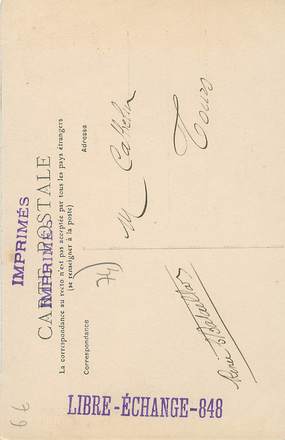 IMPRIMÉS
IMPRIMÉS
CARTE POSTALE
La correspondance au recto n'est pas acceptée par tous les pays étrangers
(se renseigner à la poste)
Correspondance
Adresse
M
Tours
LIBRE-ÉCHANGE-848